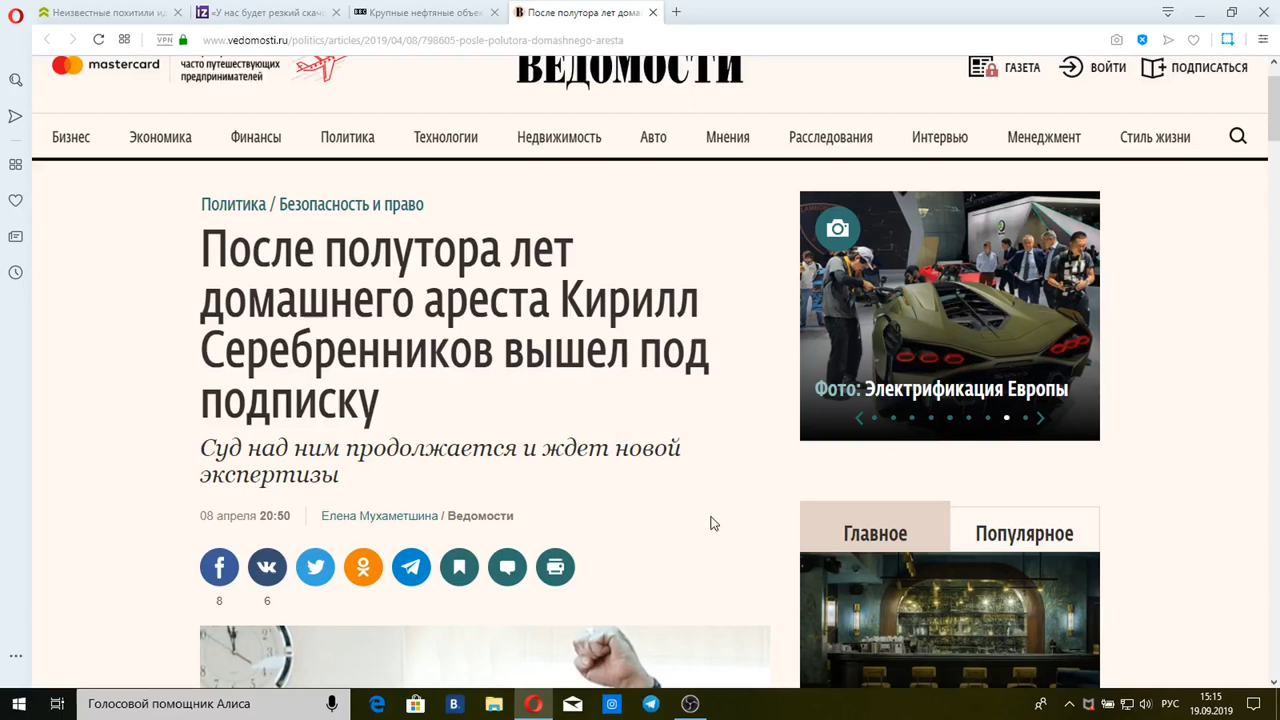 Неизвестные похитили ид
«У нас будет резкий скачо
Крупные нефтяные объек
После полутора лет дома
VPN
www.vedomosti.ru/politics/articles/2019/04/08/798605-posle-polutora-domashnego-aresta
mastercard
часто путешествующих
предпринимателей
ВЕДОМОСТИ
ГАЗЕТА
ВОЙТИ
ПОДПИСАТЬСЯ
Бизнес Экономика Финансы Политика Технологии Недвижимость Авто Мнения Расследования Интервью Менеджмент Стиль жизни
Политика / Безопасность и право
После полутора лет
домашнего ареста Кирилл
Серебренников вышел под
подписку
Суд над ним продолжается и ждет новой
экспертизы
08 апреля 20:50
Елена Мухаметшина / Ведомости
8
6
Фото: Электрификация Европы
Главное
Популярное
Голосовой помощник Алиса
РУС
15:15
19.09.2019